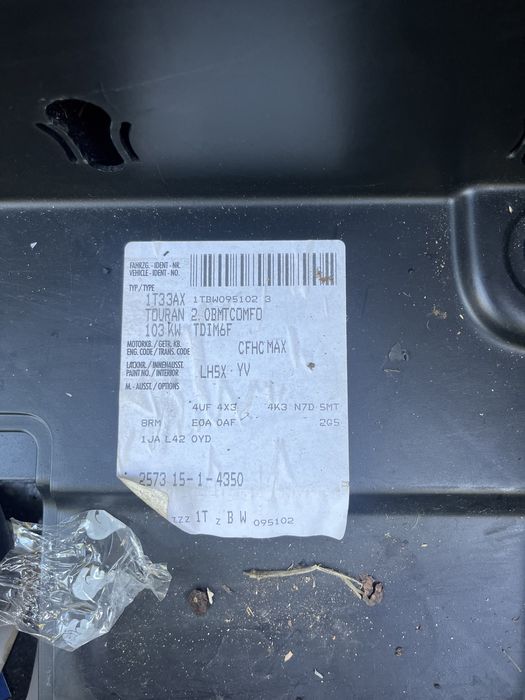 FAHRZG. - IDENT - NR.
VEHICLE - IDENT - NO.
TYP / TYPE
1T33AX 1TBW095102 3
TOURAN 2.0BMTCOMFO
103 KW TDIM6F
MOTORKB. / GETR. KB.
ENG. CODE / TRANS. CODE
CFHC MAX
LACKNR. / INNENAUSST.
PAINT NO. / INTERIOR
LH5X YV
M. - AUSST. / OPTIONS
4UF 4X3 4K3 N7D 5MT
8RM E0A 0AF 2G5
1JA L42 0YD
2573 15-1-4350
ZZZ 1T Z B W 095102